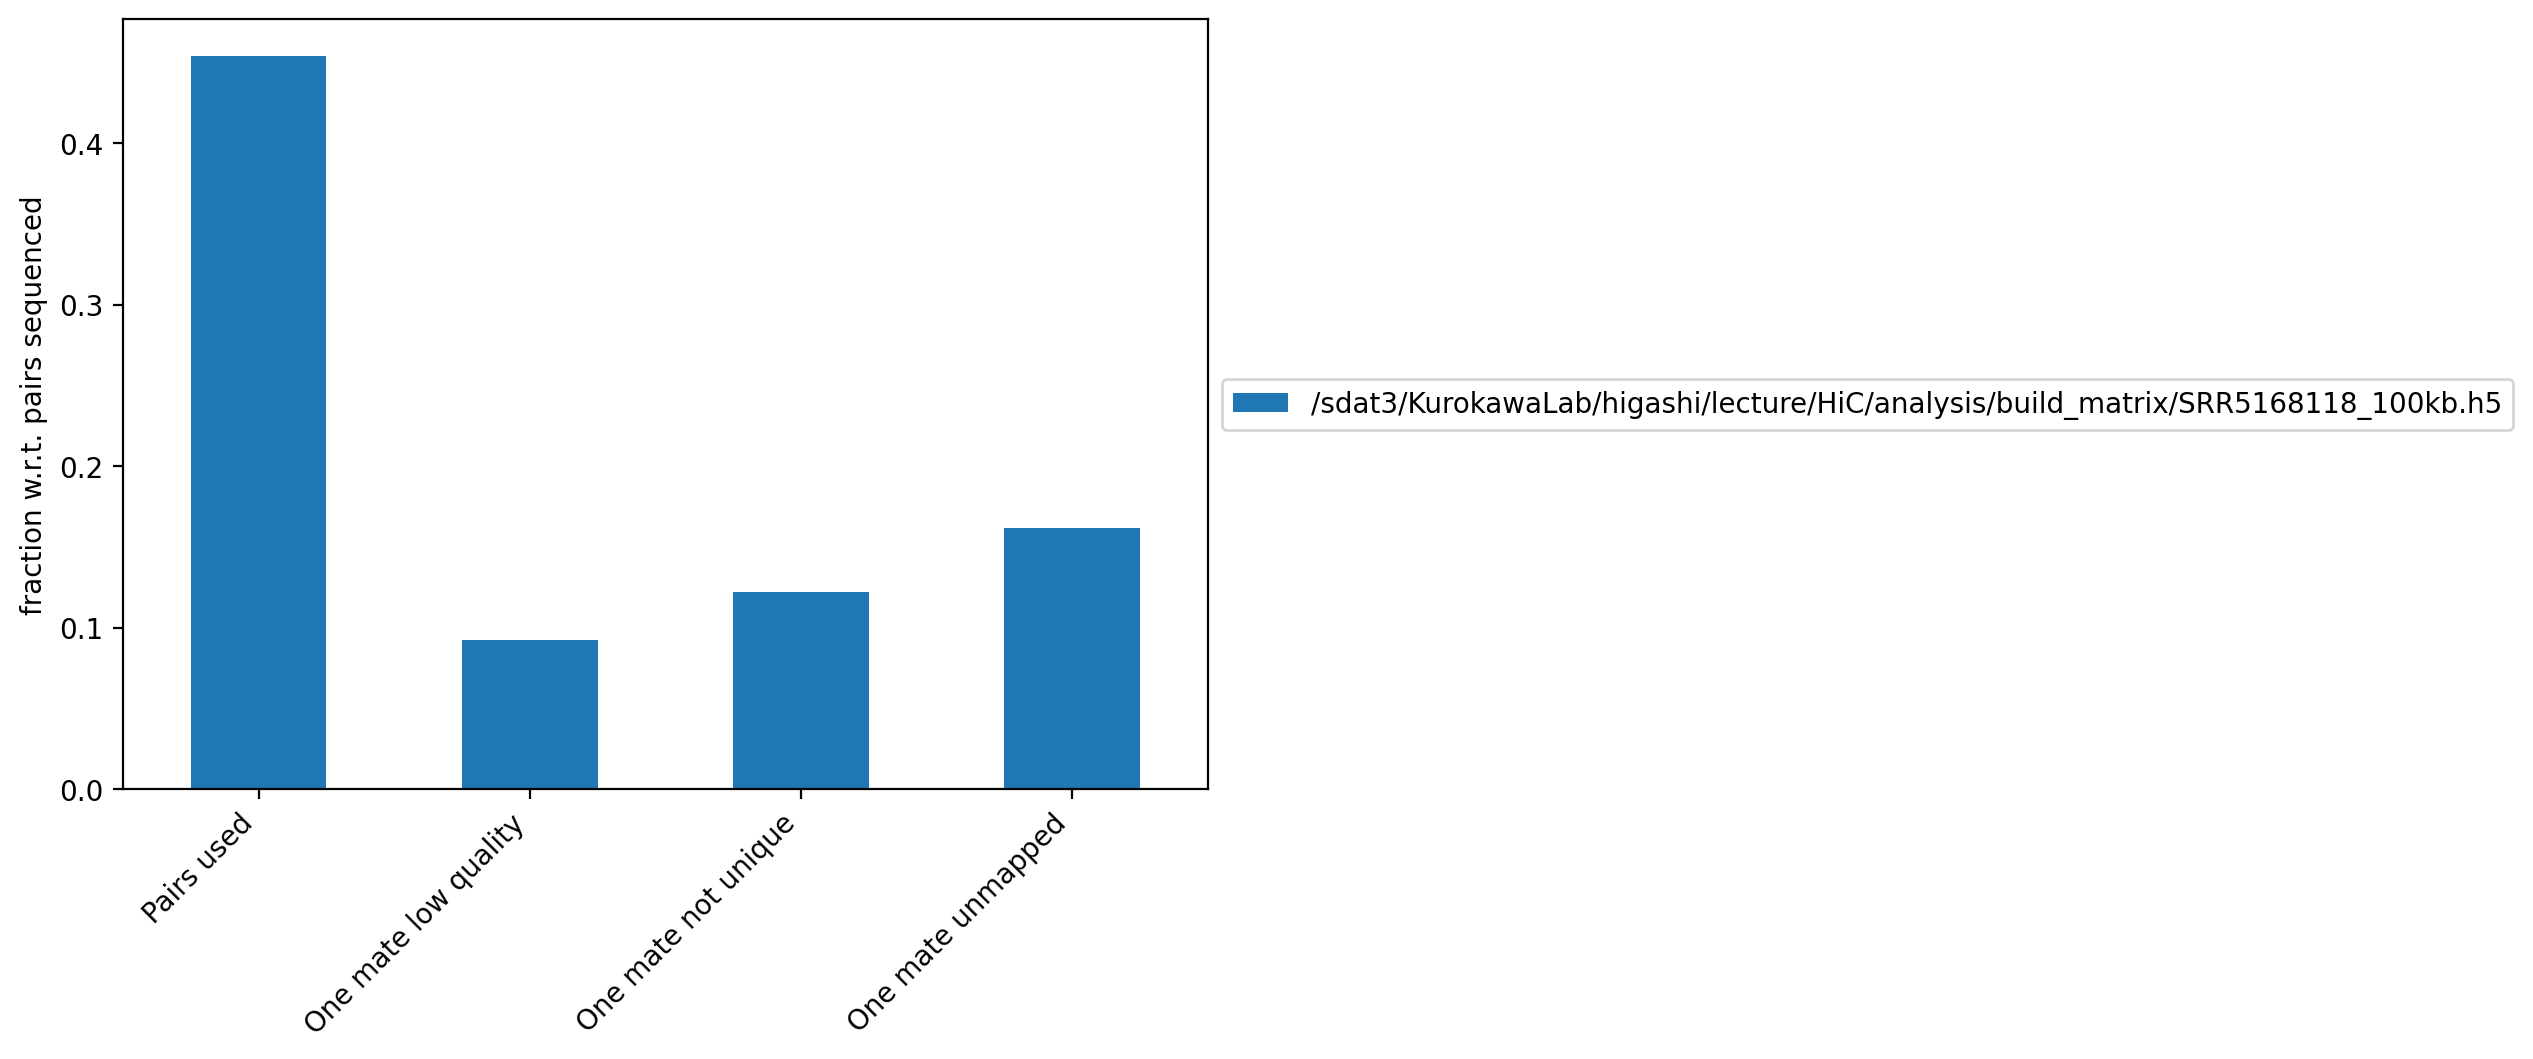 fraction w.r.t. pairs sequenced
0.4
0.3
0.2
0.1
0.0
Pairs used
One mate low quality
One mate not unique
One mate unmapped
/sdat3/KurokawaLab/higashi/lecture/HiC/analysis/build_matrix/SRR5168118_100kb.h5